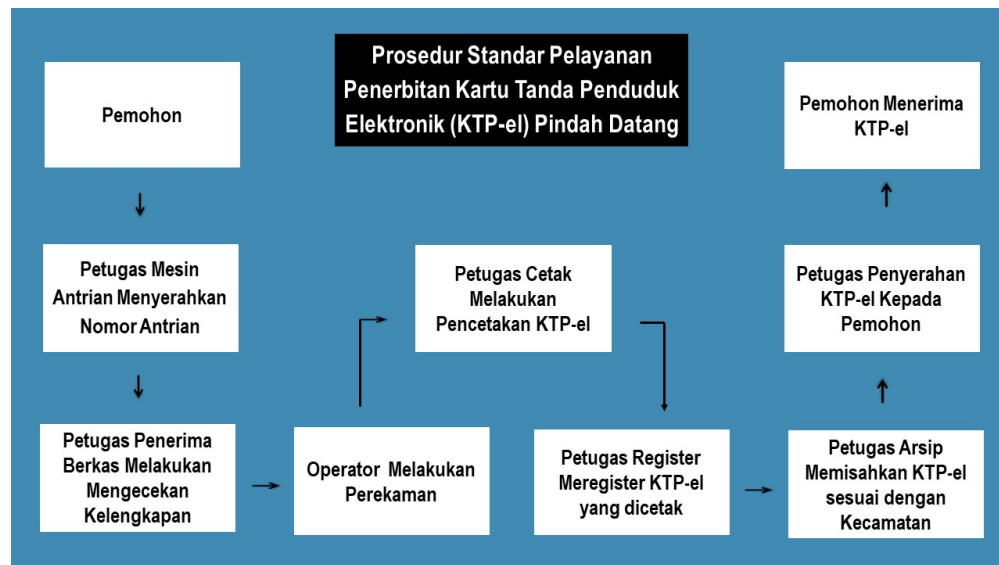 Prosedur Standar Pelayanan
Penerbitan Kartu Tanda Penduduk
Elektronik (KTP-el) Pindah Datang
Pemohon
Petugas Mesin
Antrian Menyerahkan
Nomor Antrian
Petugas Penerima
Berkas Melakukan
Mengecekan
Kelengkapan
Operator Melakukan
Perekaman
Petugas Cetak
Melakukan
Pencetakan KTP-el
Petugas Register
Meregister KTP-el
yang dicetak
Petugas Arsip
Memisahkan KTP-el
sesuai dengan
Kecamatan
Petugas Penyerahan
KTP-el Kepada
Pemohon
Pemohon Menerima
KTP-el